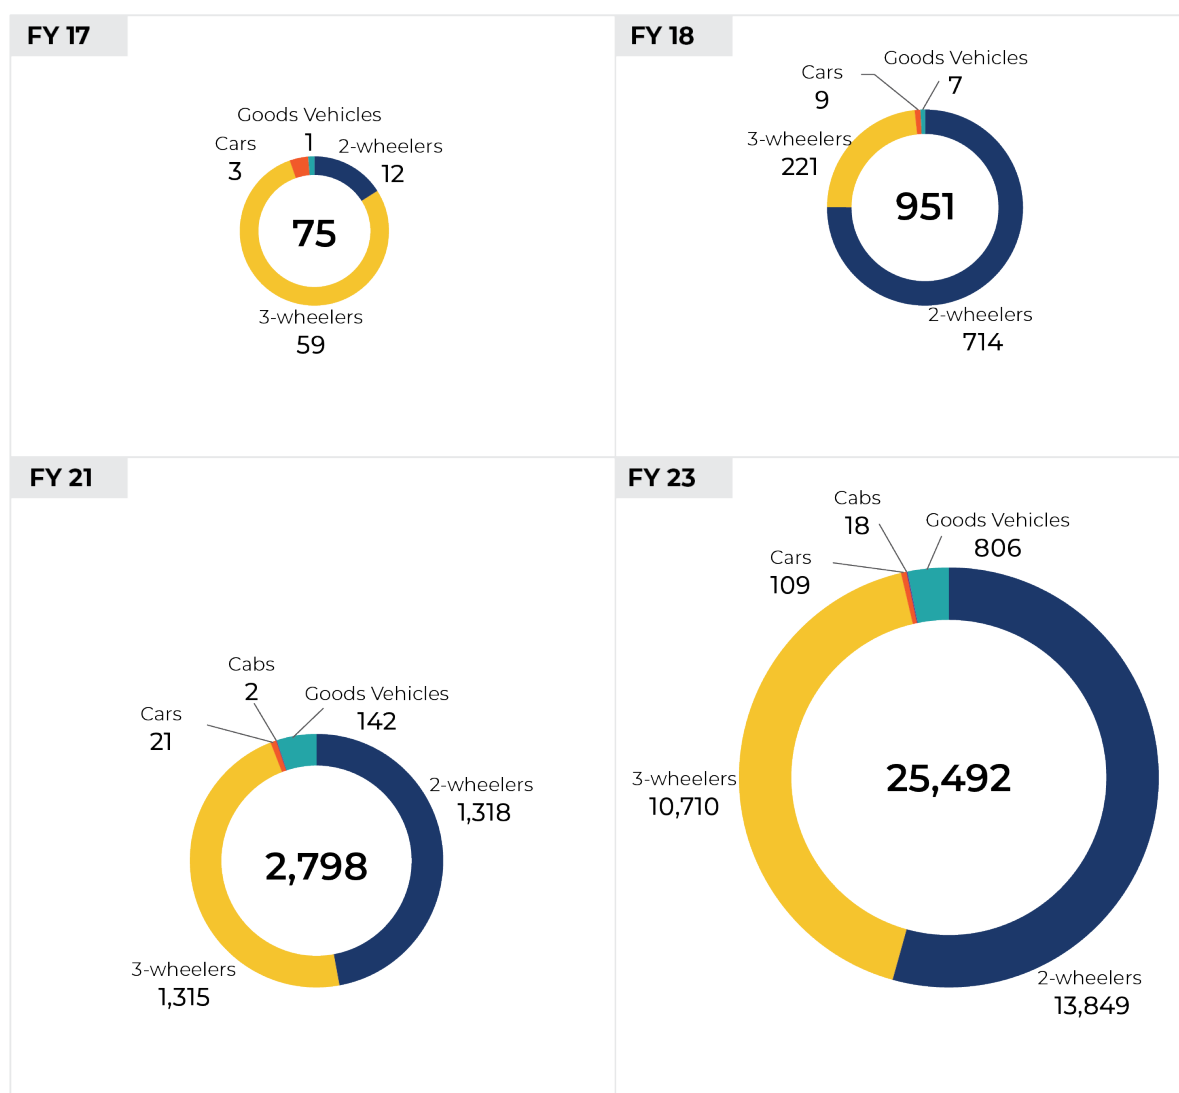 FY 17
Goods Vehicles
1
Cars
3
2-wheelers
12
75
3-wheelers
59
FY 18
Goods Vehicles
7
Cars
9
3-wheelers
221
951
2-wheelers
714
FY 21
Cabs
2
Goods Vehicles
142
Cars
21
2-wheelers
1,318
2,798
3-wheelers
1,315
FY 23
Cabs
18
Goods Vehicles
806
Cars
109
3-wheelers
10,710
25,492
2-wheelers
13,849